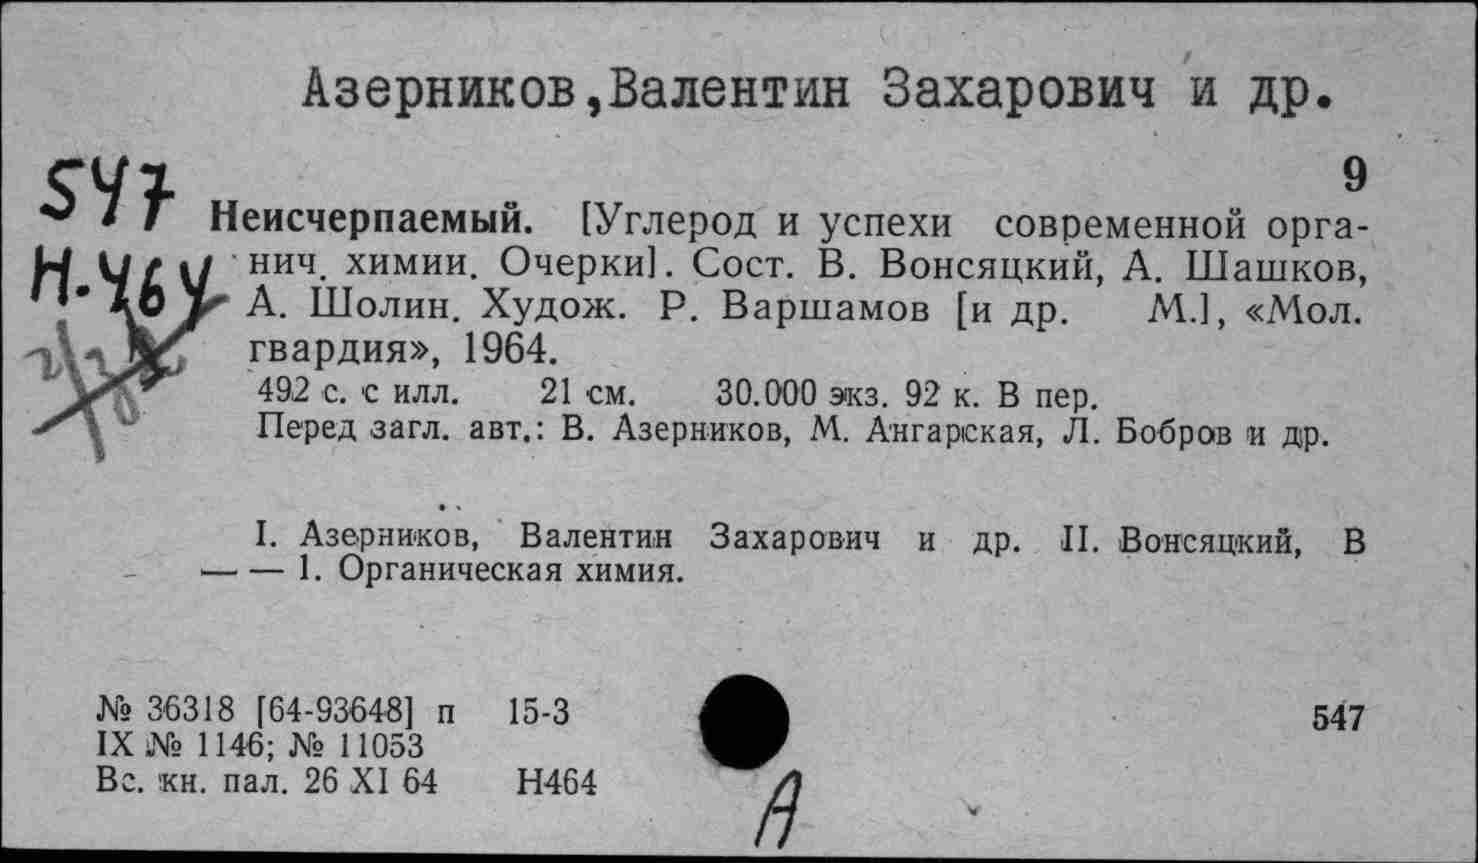 Азерников,Валентин Захарович и др.
9
547
Н.464
Неисчерпаемый. [Углерод и успехи современной орга-
нич. химии. Очерки]. Сост. В. Вонсяцкий, А. Шашков,
А. Шолин. Худож. Р. Варшамов [и др. М.], «Мол.
гвардия», 1964.
492 с. с илл. 21 см. 30.000 экз. 92 к. В пер.
Перед загл. авт.: В. Азерников, М. Ангарская, Л. Бобров и др.
I. Азерников, Валентин Захарович и др. II. Вонсяцкий, В
— — 1. Органическая химия.
№ 36318 [64-93648] п 15-3
547
IX № 1146; № 11053
Вс. кн. пал. 26 XI 64 Н464
А